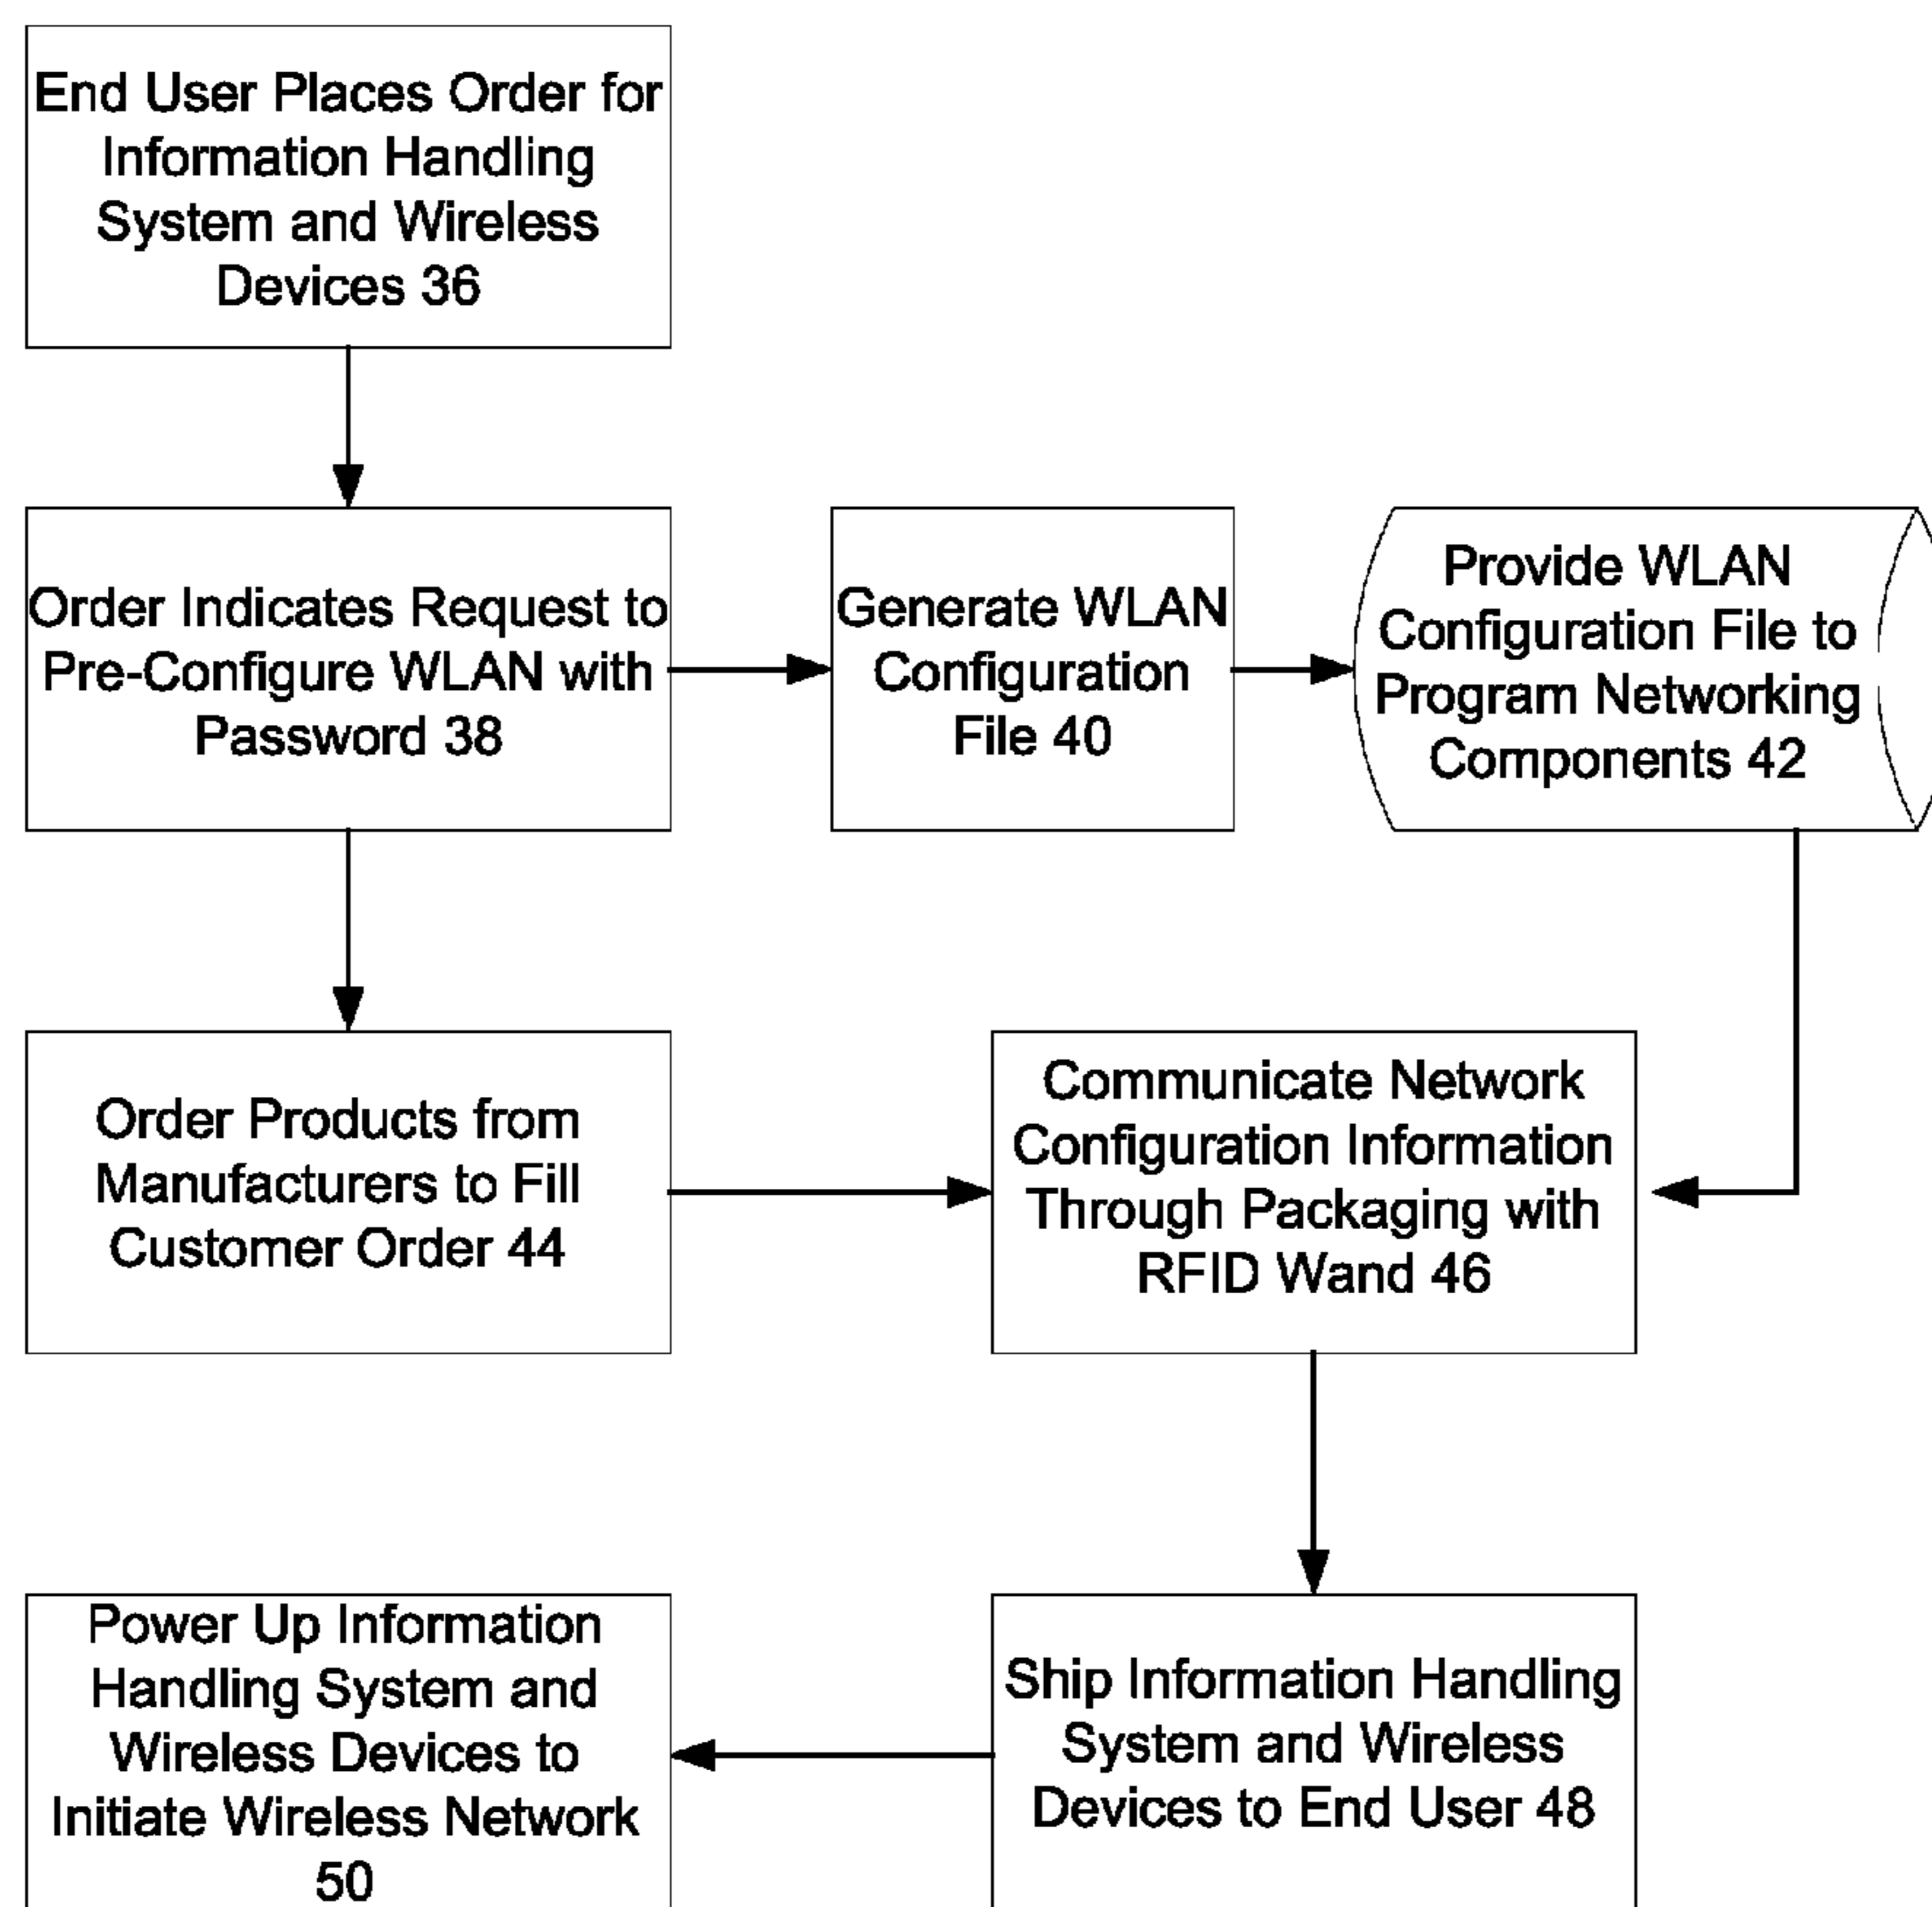 End User Places Order for
Information Handling
System and Wireless
Devices 36
Order Indicates Request to
Pre-Configure WLAN with
Password 38
Generate WLAN
Configuration
File 40
Provide WLAN
Configuration File to
Program Networking
Components 42
Order Products from
Manufacturers to Fill
Customer Order 44
Communicate Network
Configuration Information
Through Packaging with
RFID Wand 46
Power Up Information
Handling System and
Wireless Devices to
Initiate Wireless Network
50
Ship Information Handling
System and Wireless
Devices to End User 48